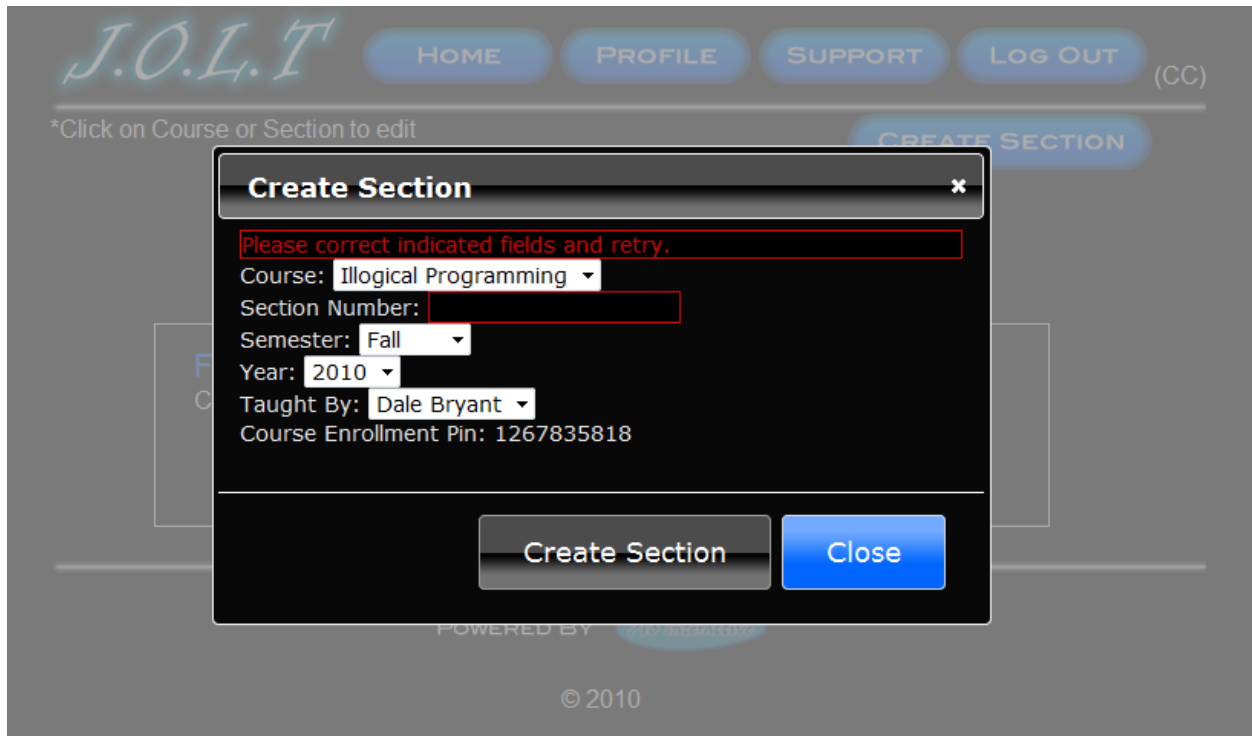 J.O.L.T Home Profile Support Log Out (CC)
*Click on Course or Section to edit
Create Section
Create Section ×
Please correct indicated fields and retry.
Course: Illogical Programming
Section Number:
Semester: Fall
Year: 2010
Taught By: Dale Bryant
Course Enrollment Pin: 1267835818
Create Section Close
Powered By
© 2010